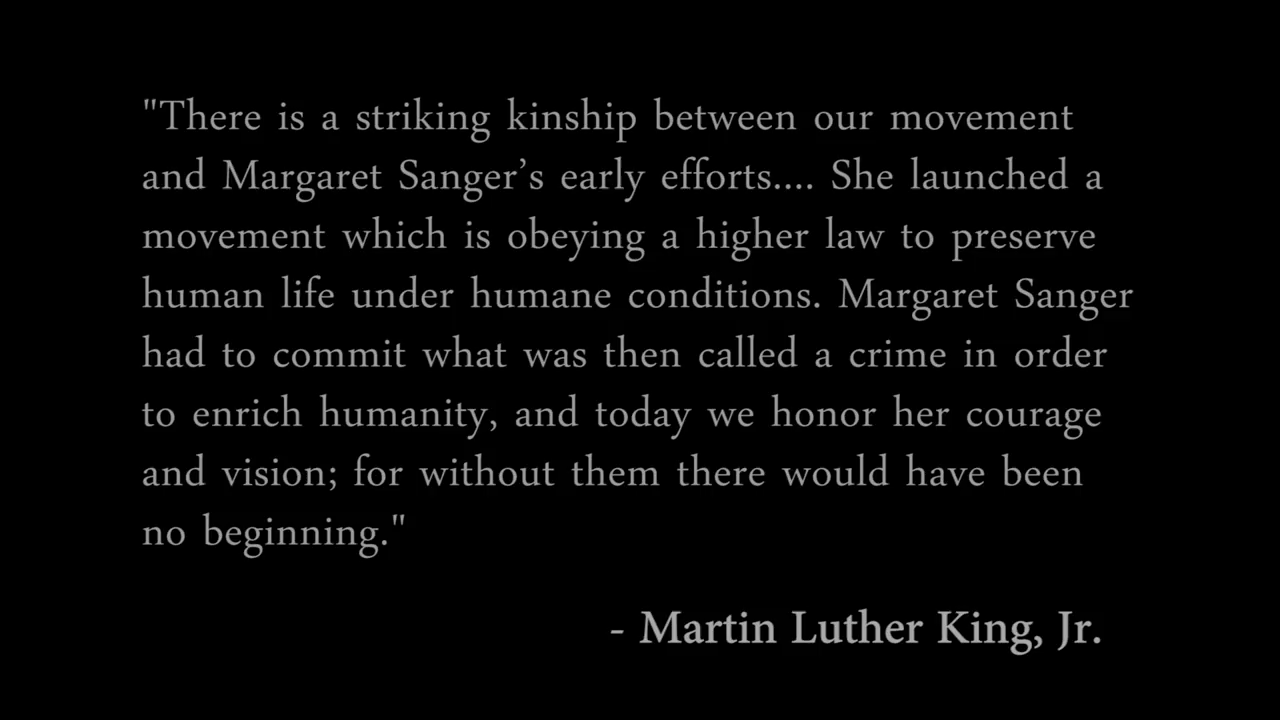 "There is a striking kinship between our movement
and Margaret Sanger’s early efforts.... She launched a
movement which is obeying a higher law to preserve
human life under humane conditions. Margaret Sanger
had to commit what was then called a crime in order
to enrich humanity, and today we honor her courage
and vision; for without them there would have been
no beginning."
- Martin Luther King, Jr.